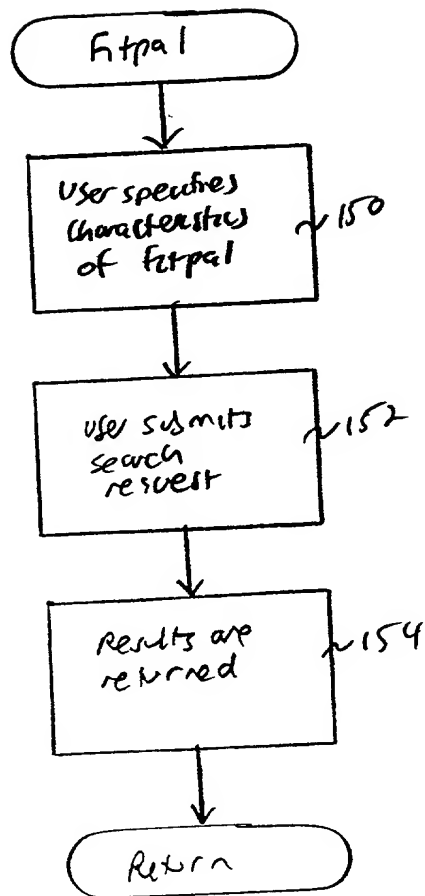 Fitpal
User specifies
characteristics
of fitpal
150
User submits
search
request
152
Results are
returned
154
Return